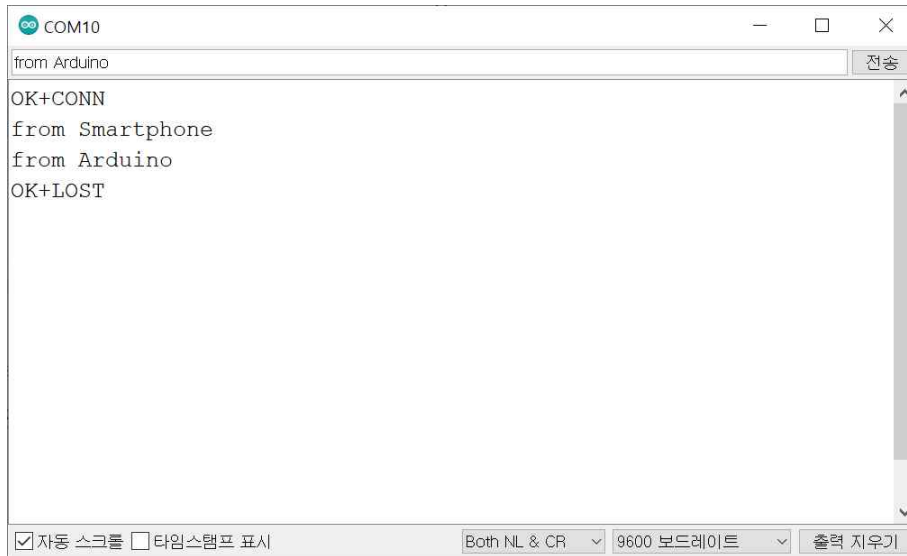 COM10
from Arduino 전송
OK+CONN
from Smartphone
from Arduino
OK+LOST
자동 스크롤 타임스탬프 표시 Both NL & CR 9600 보드레이트 출력 지우기